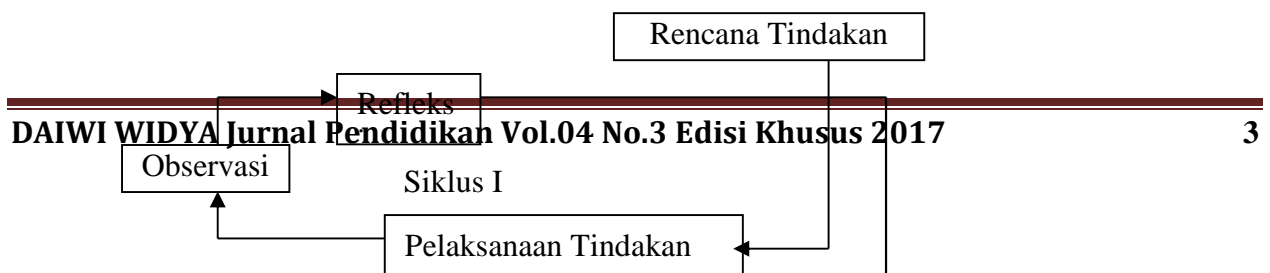 Rencana Tindakan
Refleks
DAIWI WIDYA Jurnal Pendidikan Vol.04 No.3 Edisi Khusus 2017 3
Observasi
Siklus I
Pelaksanaan Tindakan